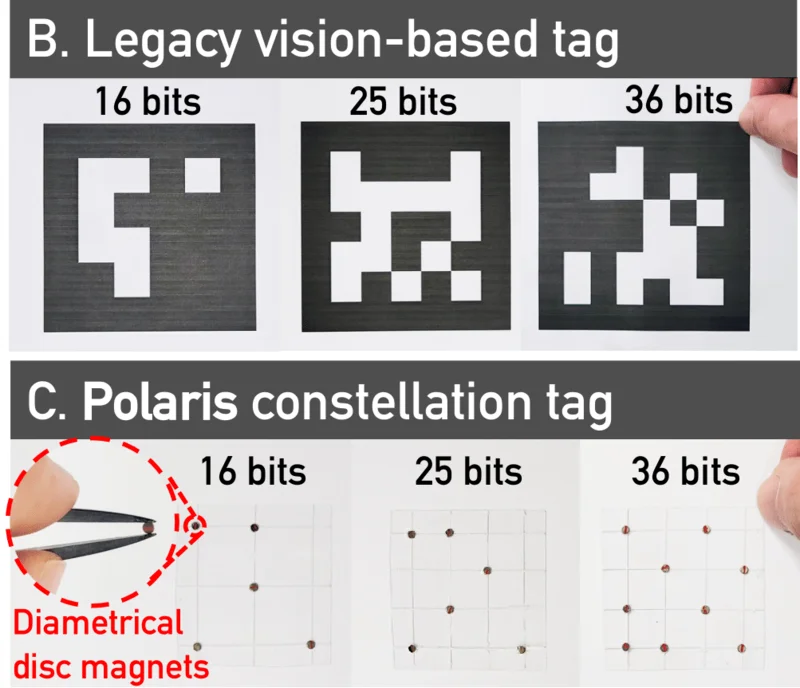 B. Legacy vision-based tag
16 bits
25 bits
36 bits
C. Polaris constellation tag
16 bits
25 bits
36 bits
Diametrical
disc magnets